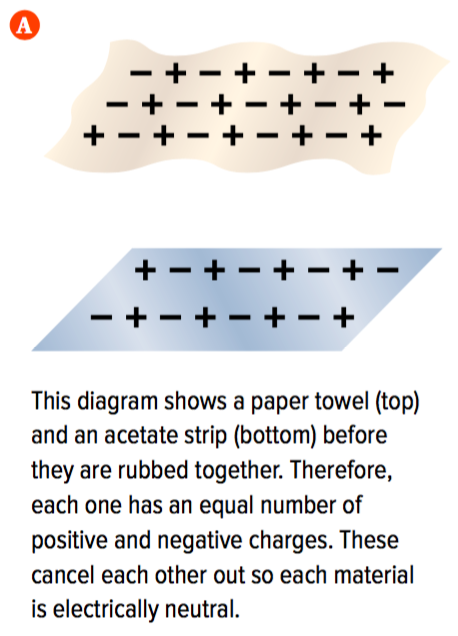 A
− + − + − + − +
− + − + − + − + −
+ − + − + − + − +
+ − + − + − + −
− + − + − + − +
This diagram shows a paper towel (top)
and an acetate strip (bottom) before
they are rubbed together. Therefore,
each one has an equal number of
positive and negative charges. These
cancel each other out so each material
is electrically neutral.